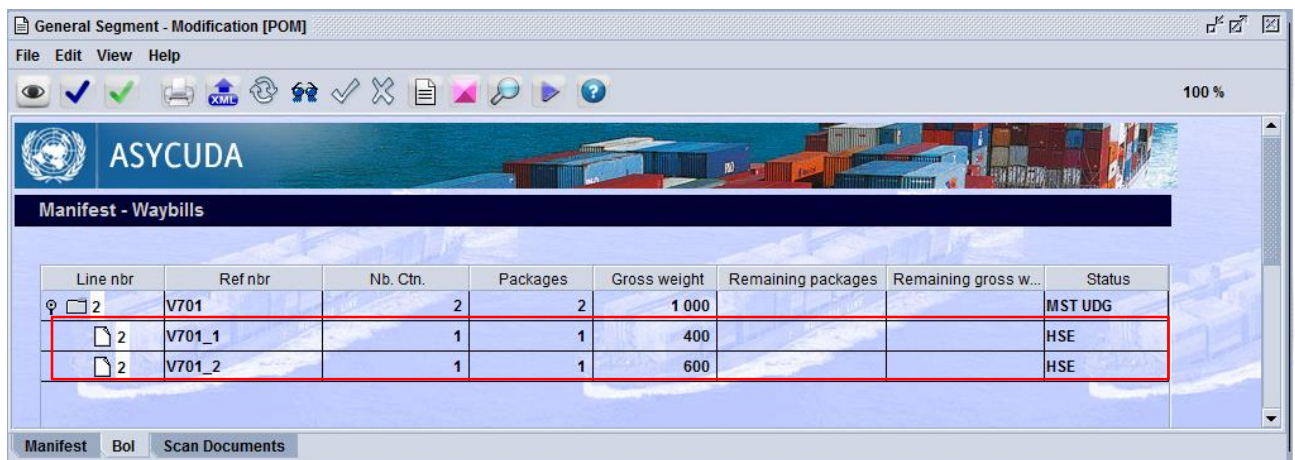 General Segment - Modification [POM]
File Edit View Help
XML
100 %
ASYCUDA
Manifest - Waybills
Line nbr Ref nbr Nb. Ctn. Packages Gross weight Remaining packages Remaining gross w... Status
2 V701 2 2 1 000 MST UDG
2 V701_1 1 1 400 HSE
2 V701_2 1 1 600 HSE
Manifest Bol Scan Documents